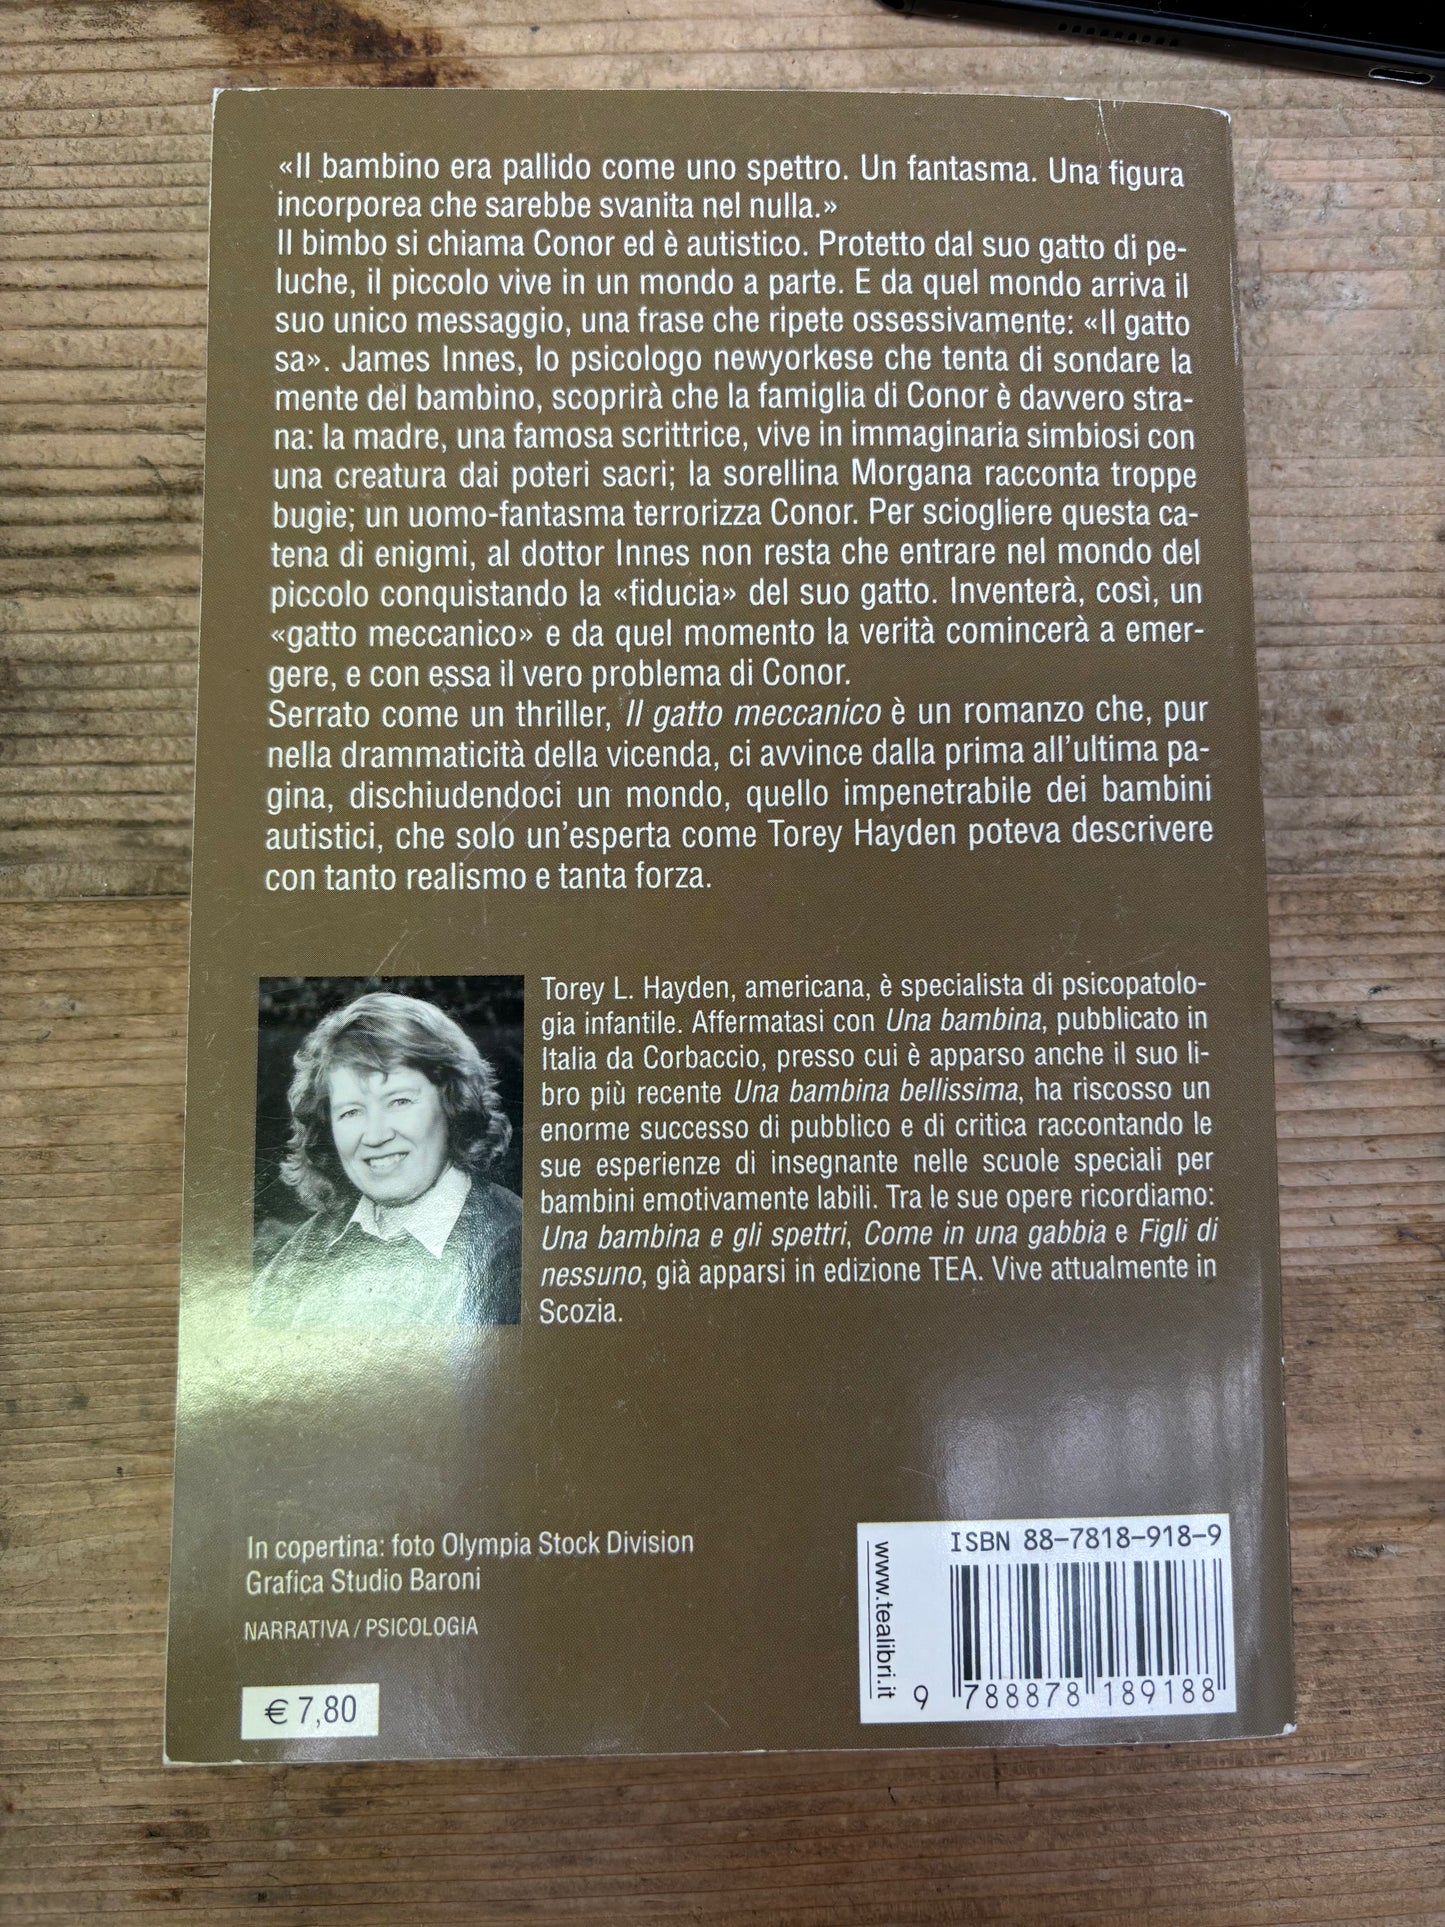 «Il bambino era pallido come uno spettro. Un fantasma. Una figura
incorporea che sarebbe svanita nel nulla.»
Il bimbo si chiama Conor ed è autistico. Protetto dal suo gatto di pe-
luche, il piccolo vive in un mondo a parte. E da quel mondo arriva il
suo unico messaggio, una frase che ripete ossessivamente: «Il gatto
sa». James Innes, lo psicologo newyorkese che tenta di sondare la
mente del bambino, scoprirà che la famiglia di Conor è davvero stra-
na: la madre, una famosa scrittrice, vive in immaginaria simbiosi con
una creatura dai poteri sacri; la sorellina Morgana racconta troppe
bugie; un uomo-fantasma terrorizza Conor. Per sciogliere questa ca-
tena di enigmi, al dottor Innes non resta che entrare nel mondo del
piccolo conquistando la «fiducia» del suo gatto. Inventerà, così, un
«gatto meccanico» e da quel momento la verità comincerà a emer-
gere, e con essa il vero problema di Conor.
Serrato come un thriller, Il gatto meccanico è un romanzo che, pur
nella drammaticità della vicenda, ci avvince dalla prima all'ultima pa-
gina, dischiudendoci un mondo, quello impenetrabile dei bambini
autistici, che solo un'esperta come Torey Hayden poteva descrivere
con tanto realismo e tanta forza.
Torey L. Hayden, americana, è specialista di psicopatolo-
gia infantile. Affermatasi con Una bambina, pubblicato in
Italia da Corbaccio, presso cui è apparso anche il suo li-
bro più recente Una bambina bellissima, ha riscosso un
enorme successo di pubblico e di critica raccontando le
sue esperienze di insegnante nelle scuole speciali per
bambini emotivamente labili. Tra le sue opere ricordiamo:
Una bambina e gli spettri, Come in una gabbia e Figli di
nessuno, già apparsi in edizione TEA. Vive attualmente in
Scozia.
In copertina: foto Olympia Stock Division
Grafica Studio Baroni
NARRATIVA / PSICOLOGIA
€ 7,80
www.tealibri.it
ISBN 88-7818-918-9
9 788878 189188